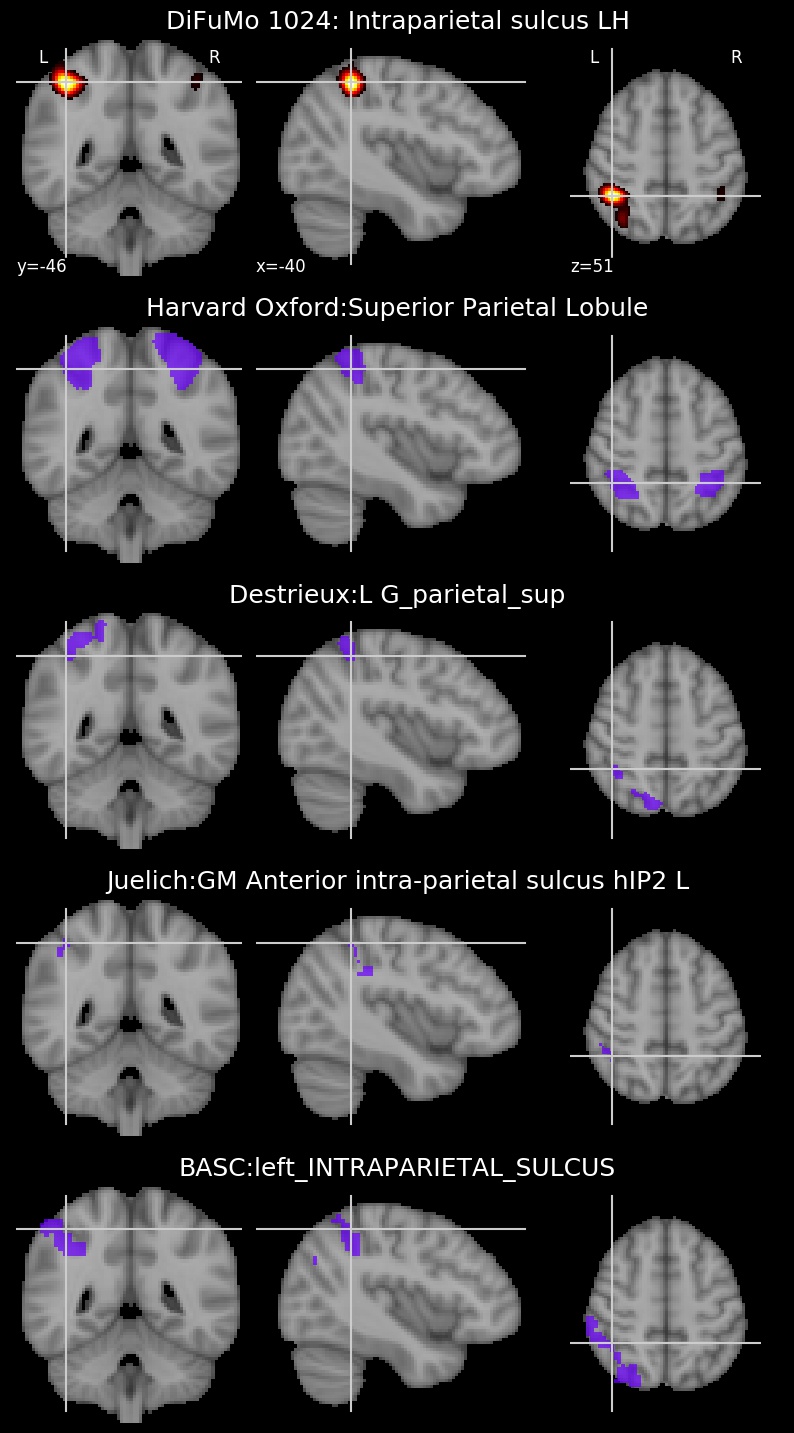 DiFuMo 1024: Intraparietal sulcus LH
L R L R
y=-46 x=-40 z=51
Harvard Oxford:Superior Parietal Lobule
Destrieux:L G_parietal_sup
Juelich:GM Anterior intra-parietal sulcus hIP2 L
BASC:left_INTRAPARIETAL_SULCUS